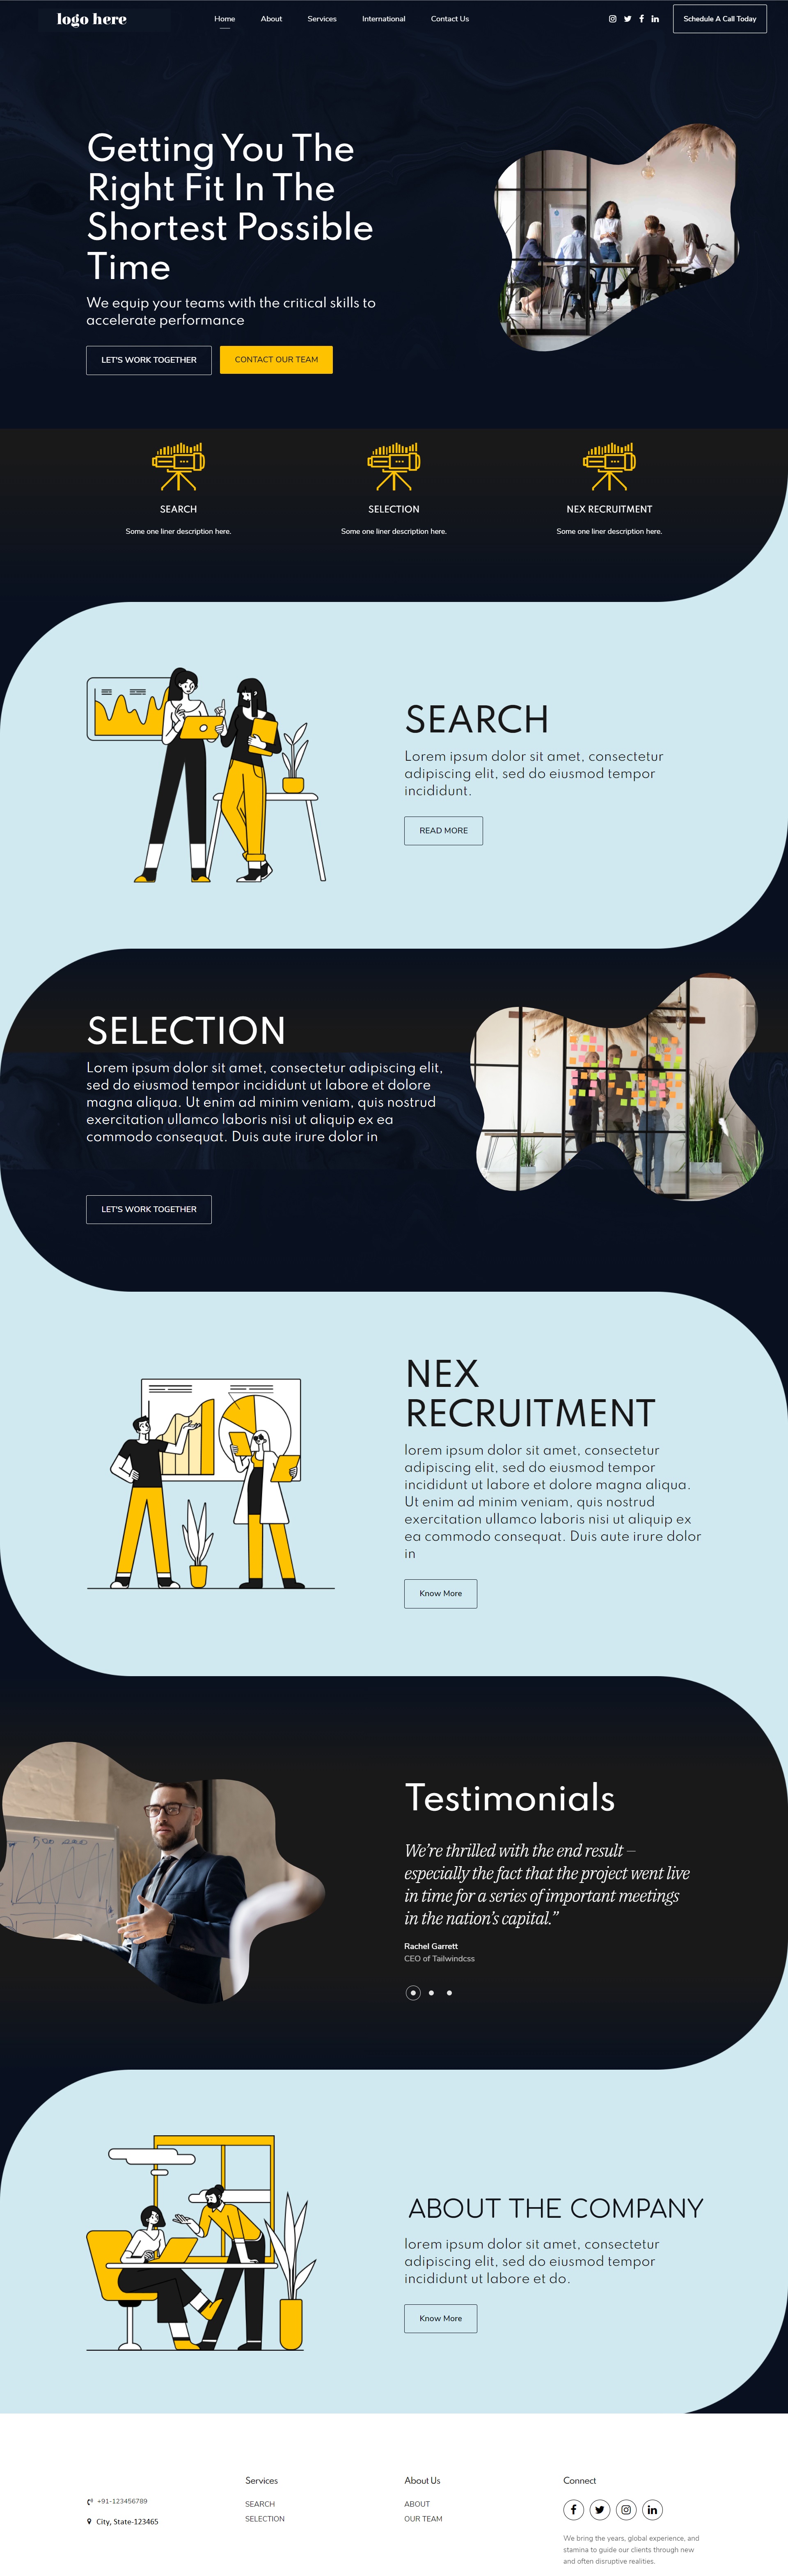 logo here
Home About Services International Contact Us
Schedule A Call Today
Getting You The
Right Fit In The
Shortest Possible
Time
We equip your teams with the critical skills to
accelerate performance
LET'S WORK TOGETHER
CONTACT OUR TEAM
SEARCH
Some one liner description here.
SELECTION
Some one liner description here.
NEX RECRUITMENT
Some one liner description here.
SEARCH
Lorem ipsum dolor sit amet, consectetur
adipiscing elit, sed do eiusmod tempor
incididunt.
READ MORE
SELECTION
Lorem ipsum dolor sit amet, consectetur adipiscing elit,
sed do eiusmod tempor incididunt ut labore et dolore
magna aliqua. Ut enim ad minim veniam, quis nostrud
exercitation ullamco laboris nisi ut aliquip ex ea
commodo consequat. Duis aute irure dolor in
LET'S WORK TOGETHER
NEX
RECRUITMENT
lorem ipsum dolor sit amet, consectetur
adipiscing elit, sed do eiusmod tempor
incididunt ut labore et dolore magna aliqua.
Ut enim ad minim veniam, quis nostrud
exercitation ullamco laboris nisi ut aliquip ex
ea commodo consequat. Duis aute irure dolor
in
Know More
Testimonials
We're thrilled with the end result –
especially the fact that the project went live
in time for a series of important meetings
in the nation's capital.”
Rachel Garrett
CEO of Tailwindcss
ABOUT THE COMPANY
lorem ipsum dolor sit amet, consectetur
adipiscing elit, sed do eiusmod tempor
incididunt ut labore et do.
Know More
+91-123456789
City, State-123465
Services
SEARCH
SELECTION
About Us
ABOUT
OUR TEAM
Connect
We bring the years, global experience, and
stamina to guide our clients through new
and often disruptive realities.